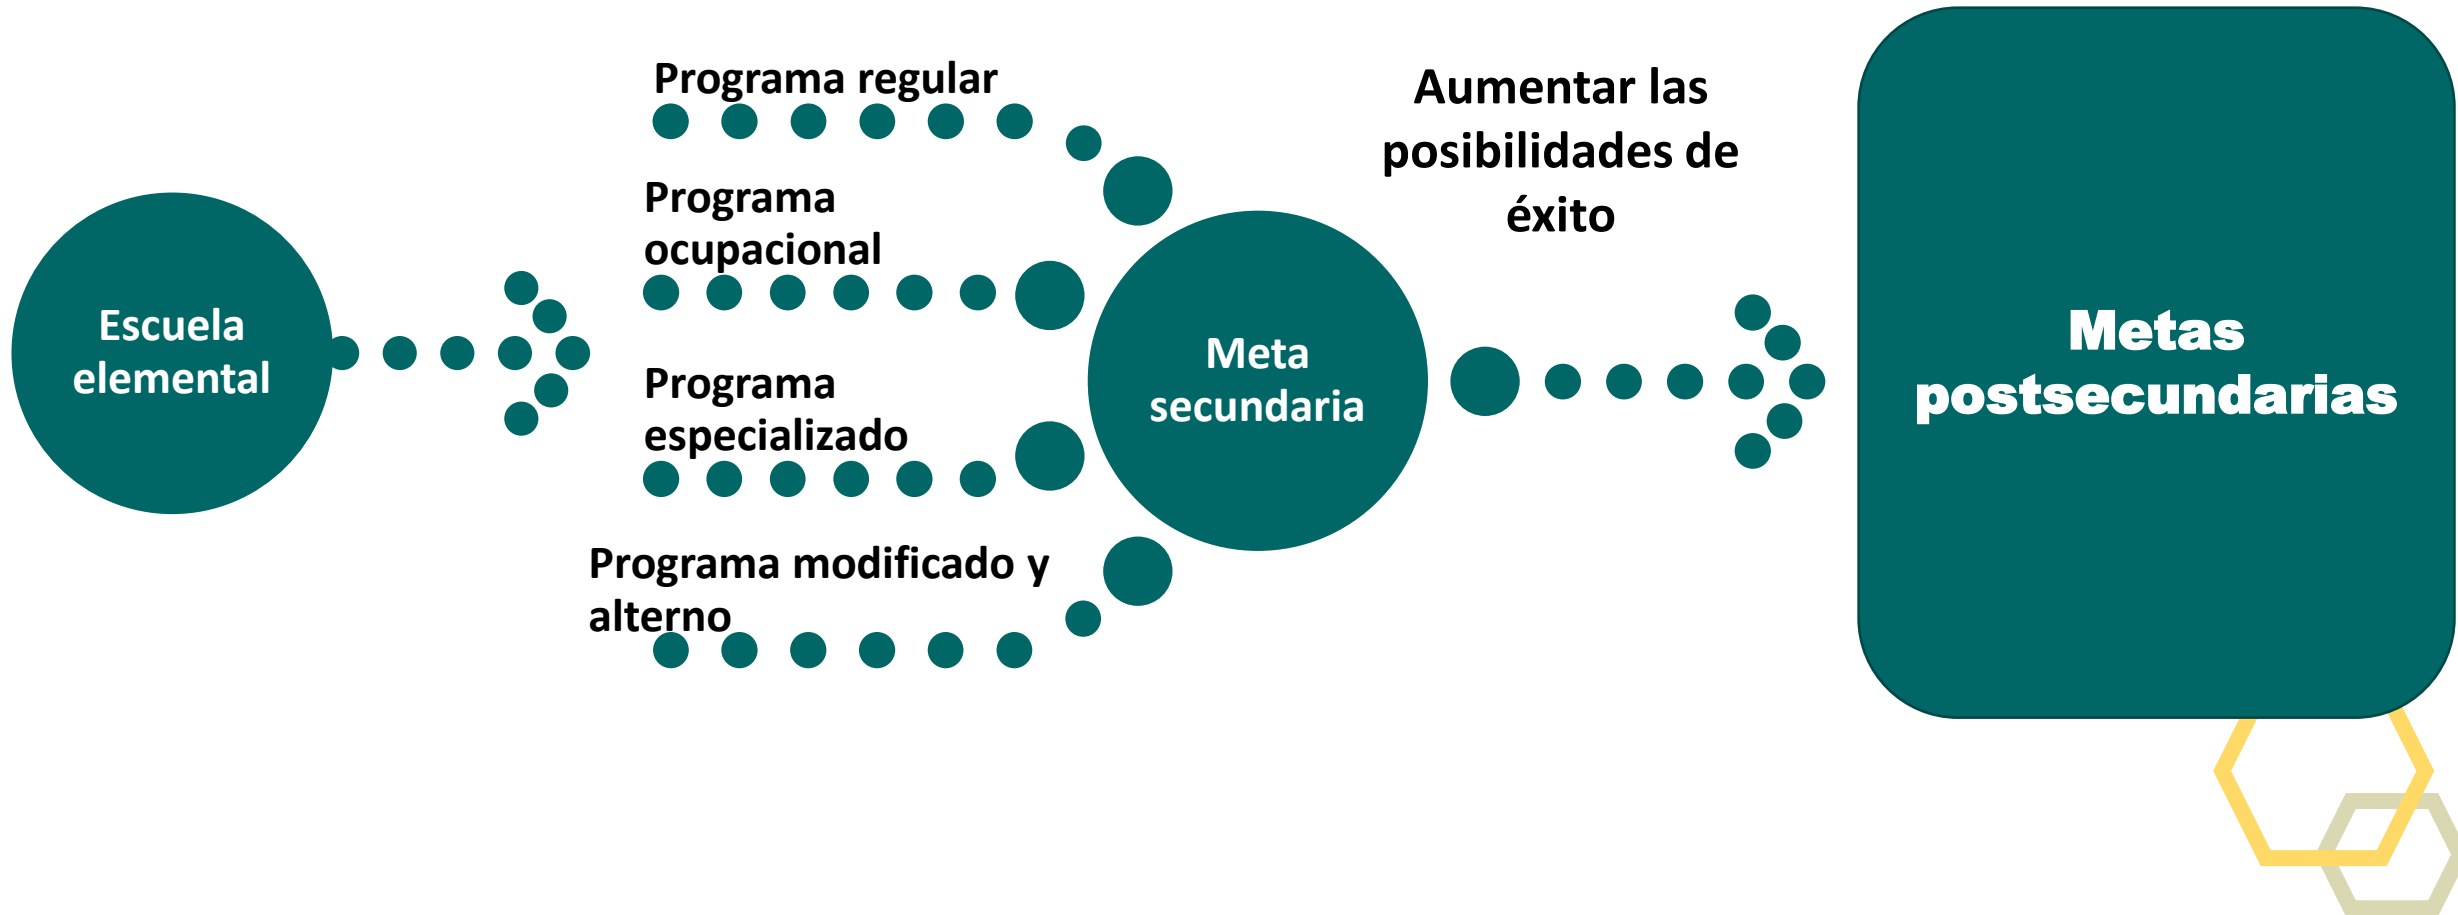 Escuela
elemental
Programa regular
Programa
ocupacional
Programa
especializado
Programa modificado y
alterno
Meta
secundaria
Aumentar las
posibilidades de
éxito
Metas
postsecundarias